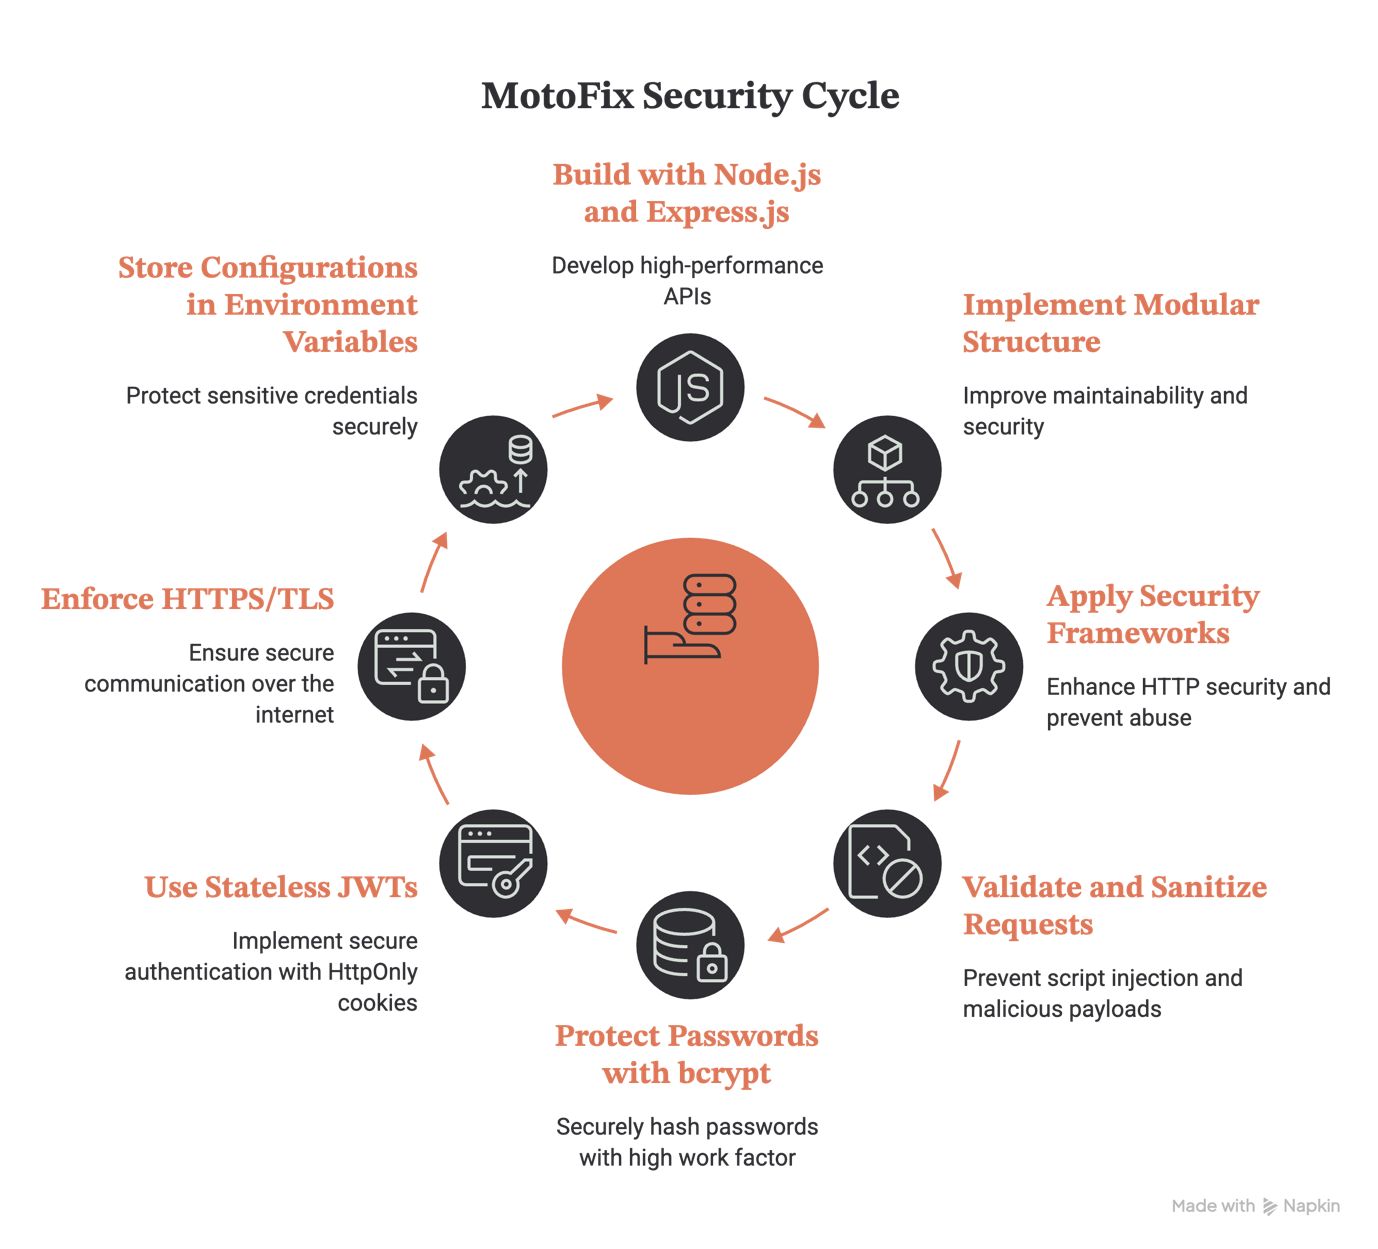 MotoFix Security Cycle
Build with Node.js
and Express.js
Develop high-performance
APIs
JS
Implement Modular
Structure
Improve maintainability and
security
Apply Security
Frameworks
Enhance HTTP security and
prevent abuse
Validate and Sanitize
Requests
Prevent script injection and
malicious payloads
Protect Passwords
with bcrypt
Securely hash passwords
with high work factor
Use Stateless JWTs
Implement secure
authentication with HttpOnly
cookies
Enforce HTTPS/TLS
Ensure secure
communication over the
internet
Store Configurations
in Environment
Variables
Protect sensitive credentials
securely
Made with Napkin